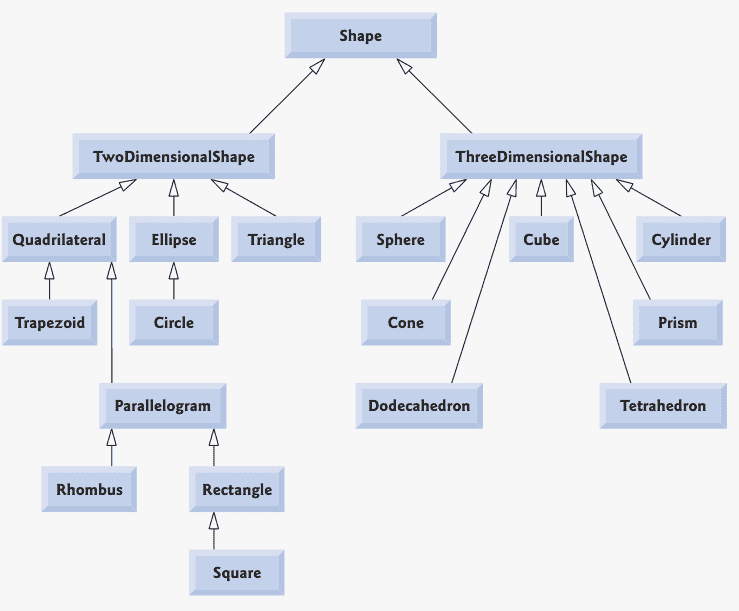 Shape
TwoDimensionalShape
ThreeDimensionalShape
Quadrilateral
Ellipse
Triangle
Sphere
Cube
Cylinder
Trapezoid
Circle
Cone
Prism
Parallelogram
Dodecahedron
Tetrahedron
Rhombus
Rectangle
Square